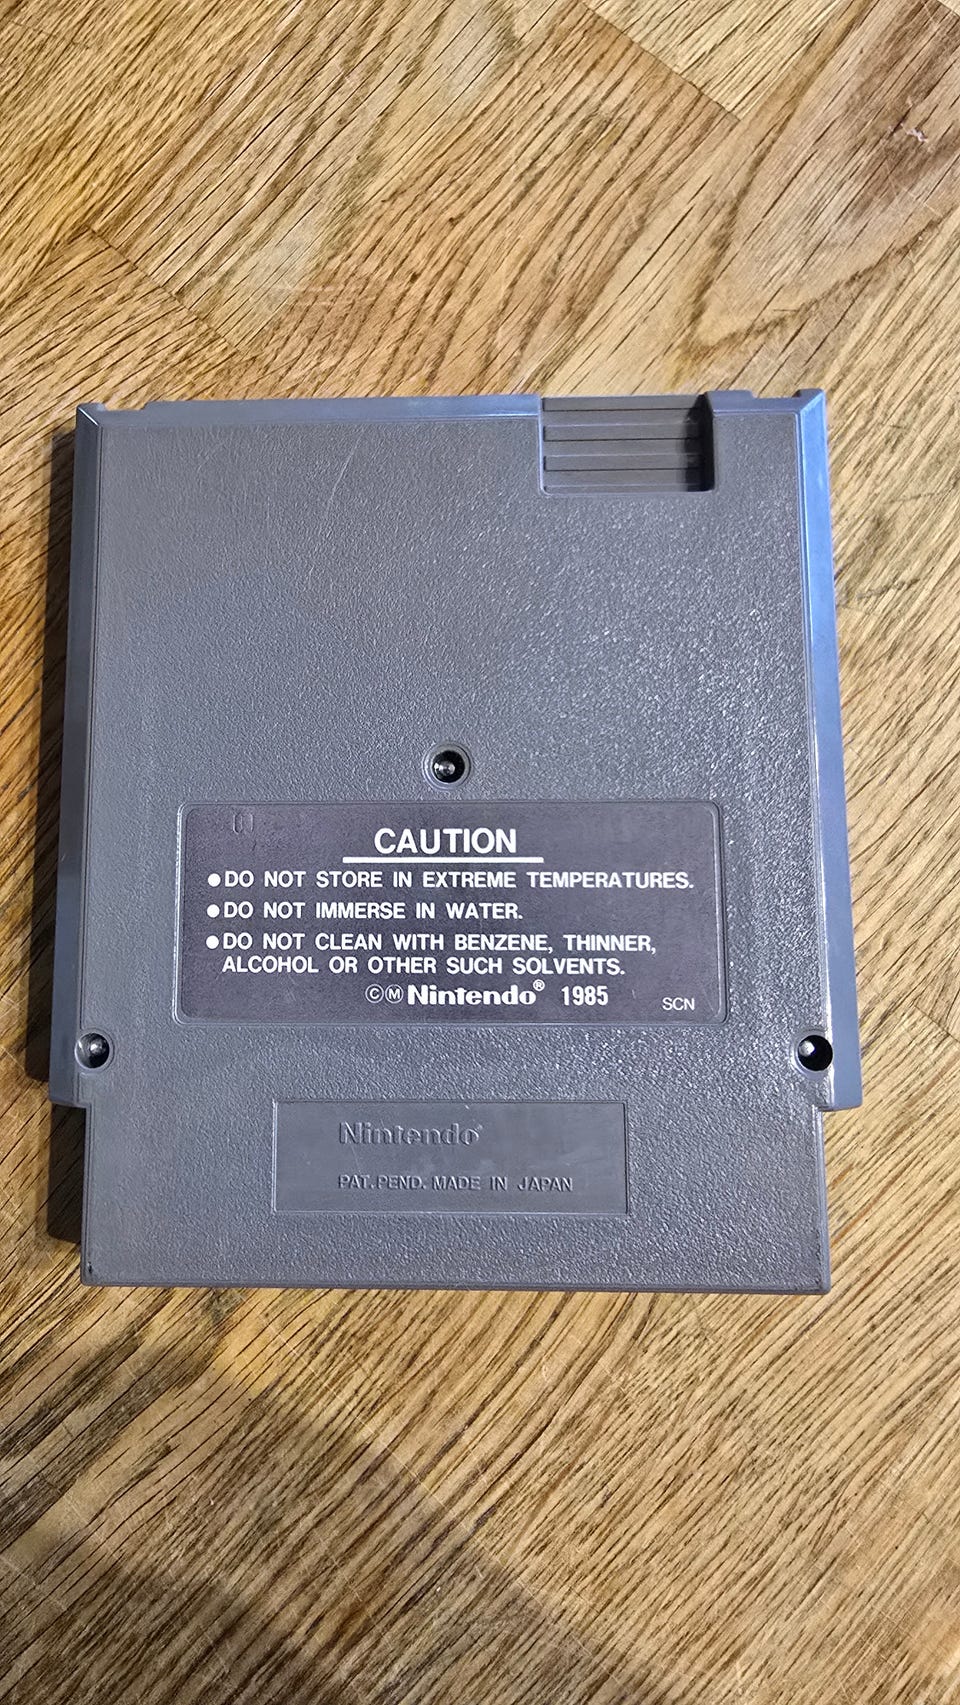 CAUTION
●DO NOT STORE IN EXTREME TEMPERATURES.
●DO NOT IMMERSE IN WATER.
●DO NOT CLEAN WITH BENZENE, THINNER,
ALCOHOL OR OTHER SUCH SOLVENTS.
©Ⓜ Nintendo® 1985 SCN
Nintendo®
PAT. PEND. MADE IN JAPAN